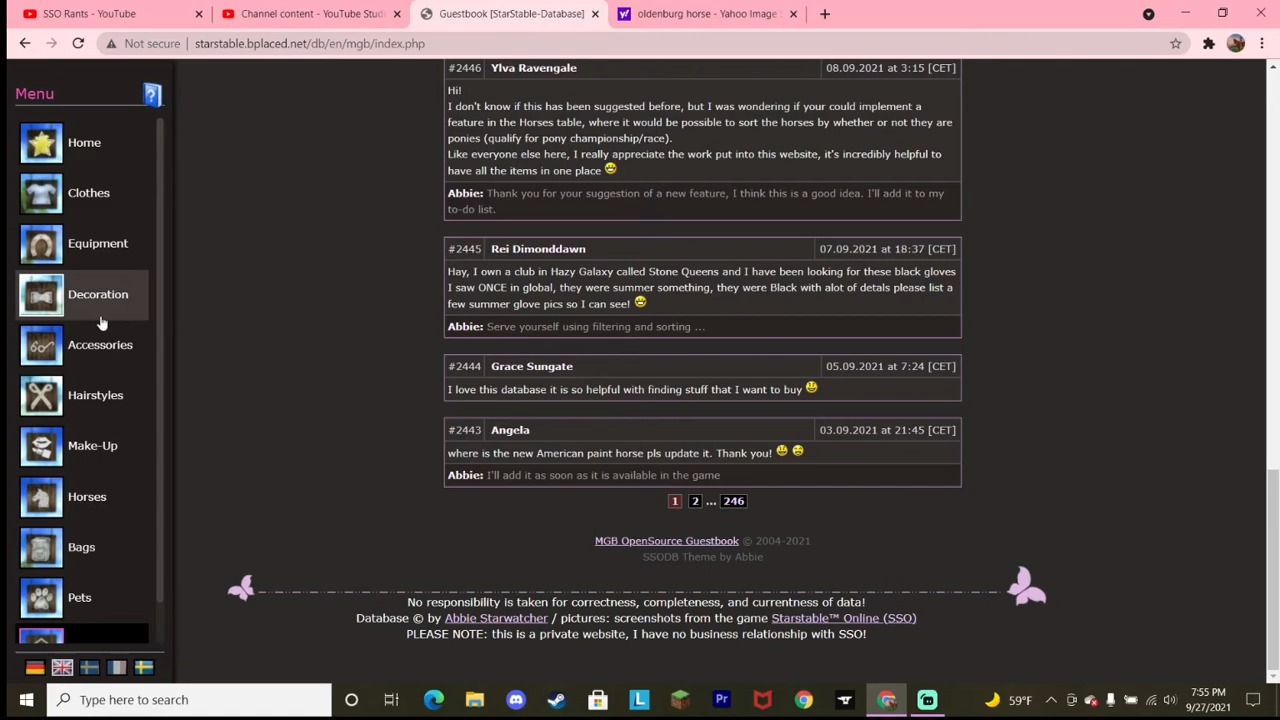 SSO Rants - YouTube
Channel content - YouTube Studi
Guestbook [StarStable-Database]
oldenburg horse - Yahoo Image S
Not secure
starstable.bplaced.net/db/en/mgb/index.php
Menu
Home
Clothes
Equipment
Decoration
Accessories
Hairstyles
Make-Up
Horses
Bags
Pets
#2446 Ylva Ravengale 08.09.2021 at 3:15 [CET]
Hi!
I don't know if this has been suggested before, but I was wondering if your could implement a
feature in the Horses table, where it would be possible to sort the horses by whether or not they are
ponies (qualify for pony championship/race).
Like everyone else here, I really appreciate the work put into this website, it's incredibly helpful to
have all the items in one place
Abbie: Thank you for your suggestion of a new feature, I think this is a good idea. I'll add it to my
to-do list.
#2445 Rei Dimonddawn 07.09.2021 at 18:37 [CET]
Hay, I own a club in Hazy Galaxy called Stone Queens and I have been looking for these black gloves
I saw ONCE in global, they were summer something, they were Black with alot of detals please list a
few summer glove pics so I can see!
Abbie: Serve yourself using filtering and sorting ...
#2444 Grace Sungate 05.09.2021 at 7:24 [CET]
I love this database it is so helpful with finding stuff that I want to buy
#2443 Angela 03.09.2021 at 21:45 [CET]
where is the new American paint horse pls update it. Thank you!
Abbie: I'll add it as soon as it is available in the game
1 2 ... 246
MGB OpenSource Guestbook © 2004-2021
SSODB Theme by Abbie
No responsibility is taken for correctness, completeness, and currentness of data!
Database © by Abbie Starwatcher / pictures: screenshots from the game Starstable™ Online (SSO)
PLEASE NOTE: this is a private website, I have no business relationship with SSO!
Type here to search
59°F
7:55 PM
9/27/2021